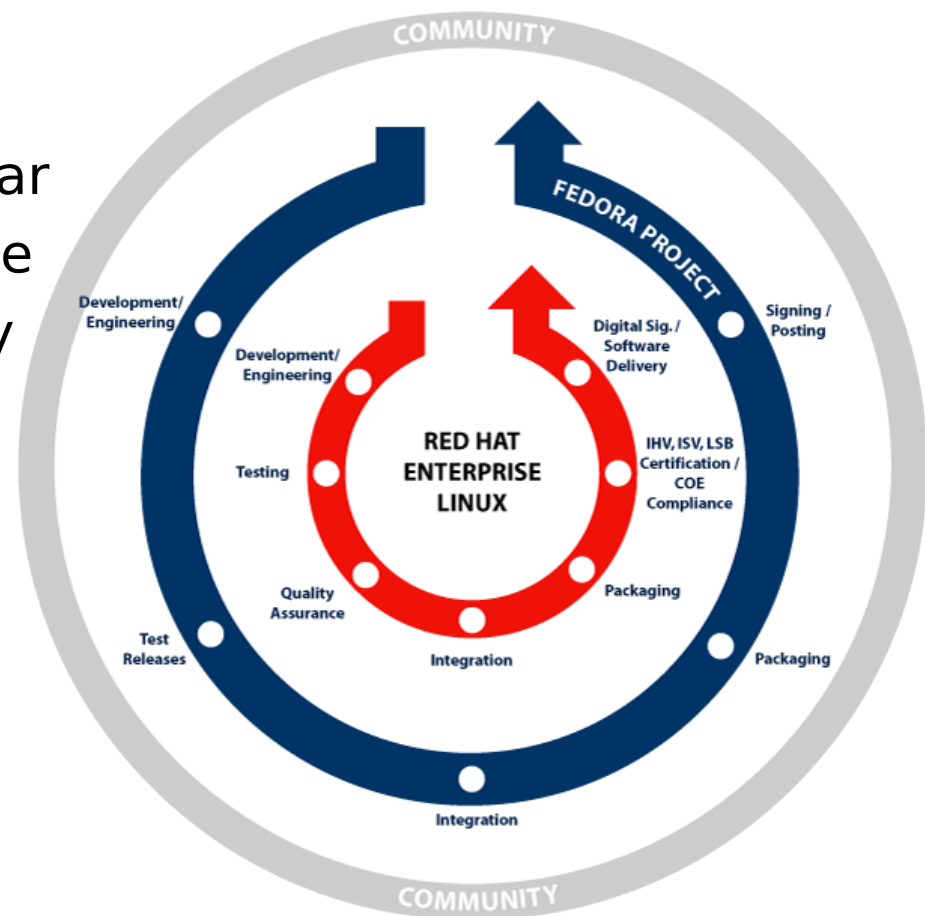 COMMUNITY
ar
e
y
FEDORA PROJECT
Development/
Engineering
Signing /
Posting
Development/
Engineering
Digital Sig. /
Software
Delivery
RED HAT
ENTERPRISE
LINUX
Testing
IHV, ISV, LSB
Certification /
COE
Compliance
Quality
Assurance
Packaging
Integration
Test
Releases
Packaging
Integration
COMMUNITY